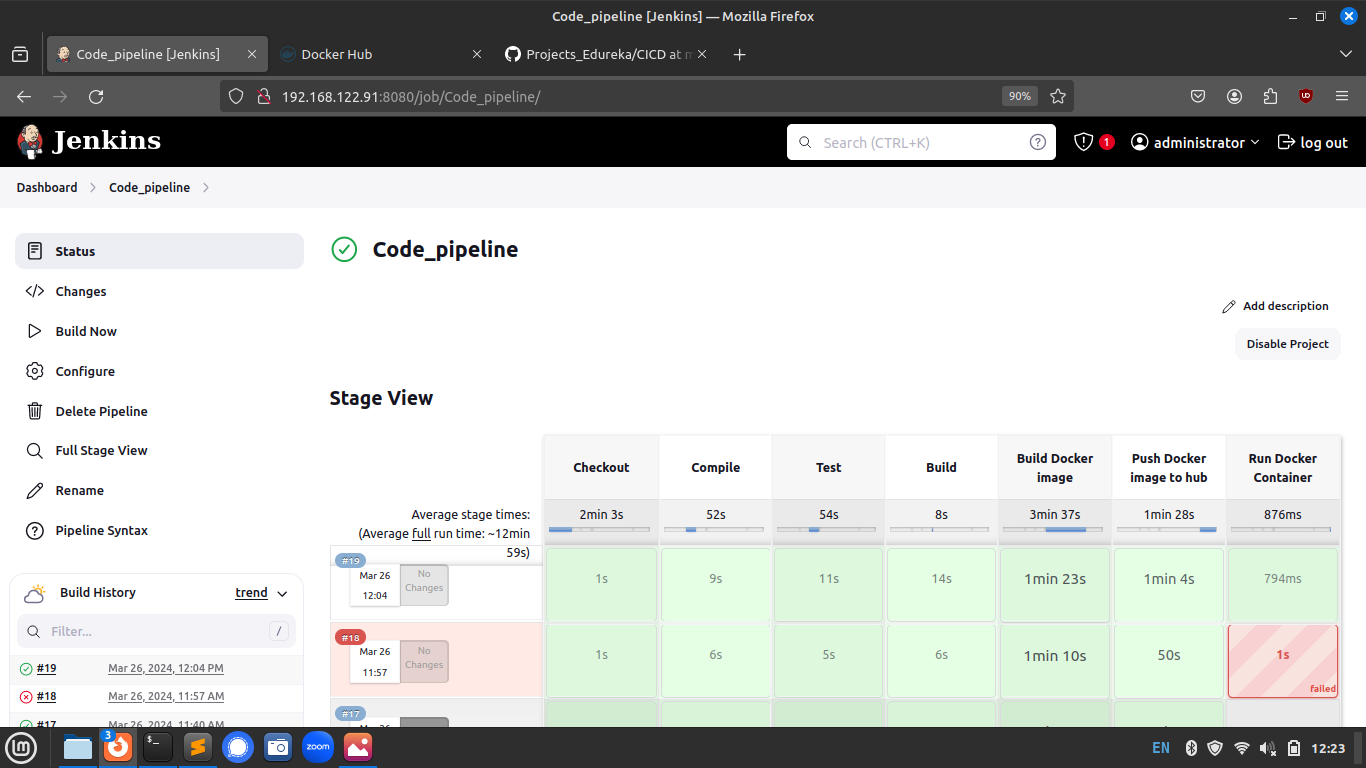 Code_pipeline [Jenkins] — Mozilla Firefox
Code_pipeline [Jenkins]
Docker Hub
Projects_Edureka/CICD at m
192.168.122.91:8080/job/Code_pipeline/
90%
Jenkins
Search (CTRL+K)
1
administrator
log out
Dashboard
Code_pipeline
Status
Changes
Build Now
Configure
Delete Pipeline
Full Stage View
Rename
Pipeline Syntax
Build History
trend
Filter...
/
#19
Mar 26, 2024, 12:04 PM
#18
Mar 26, 2024, 11:57 AM
#17
Mar 26, 2024, 11:40 AM
Code_pipeline
Add description
Disable Project
Stage View
Checkout
Compile
Test
Build
Build Docker
image
Push Docker
image to hub
Run Docker
Container
Average stage times:
(Average full run time: ~12min
59s)
2min 3s
52s
54s
8s
3min 37s
1min 28s
876ms
#19
Mar 26
12:04
No
Changes
1s
9s
11s
14s
1min 23s
1min 4s
794ms
#18
Mar 26
11:57
No
Changes
1s
6s
5s
6s
1min 10s
50s
1s
failed
#17
3
zoom
EN
12:23